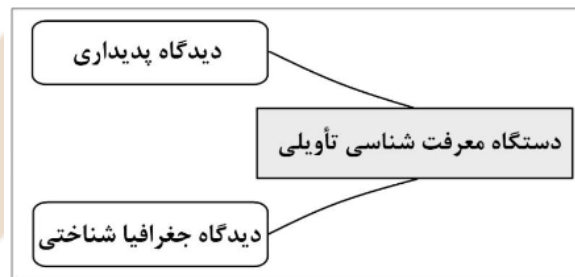 دیدگاه پدیداری
دستگاه معرفت شناسی تأویلی
دیدگاه جغرافیا شناختی